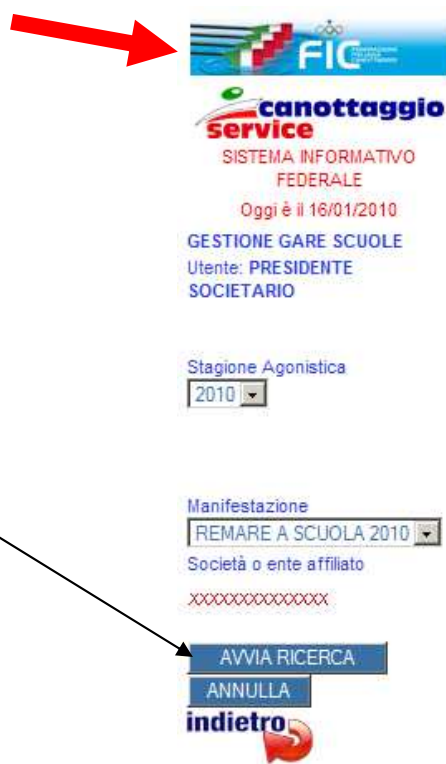 FIC
canottaggio
service
SISTEMA INFORMATIVO
FEDERALE
Oggi è il 16/01/2010
GESTIONE GARE SCUOLE
Utente: PRESIDENTE
SOCIETARIO
Stagione Agonistica
2010
Manifestazione
REMARE A SCUOLA 2010
Società o ente affiliato
XXXXXXXXXXXXXX
AVVIA RICERCA
ANNULLA
indietro